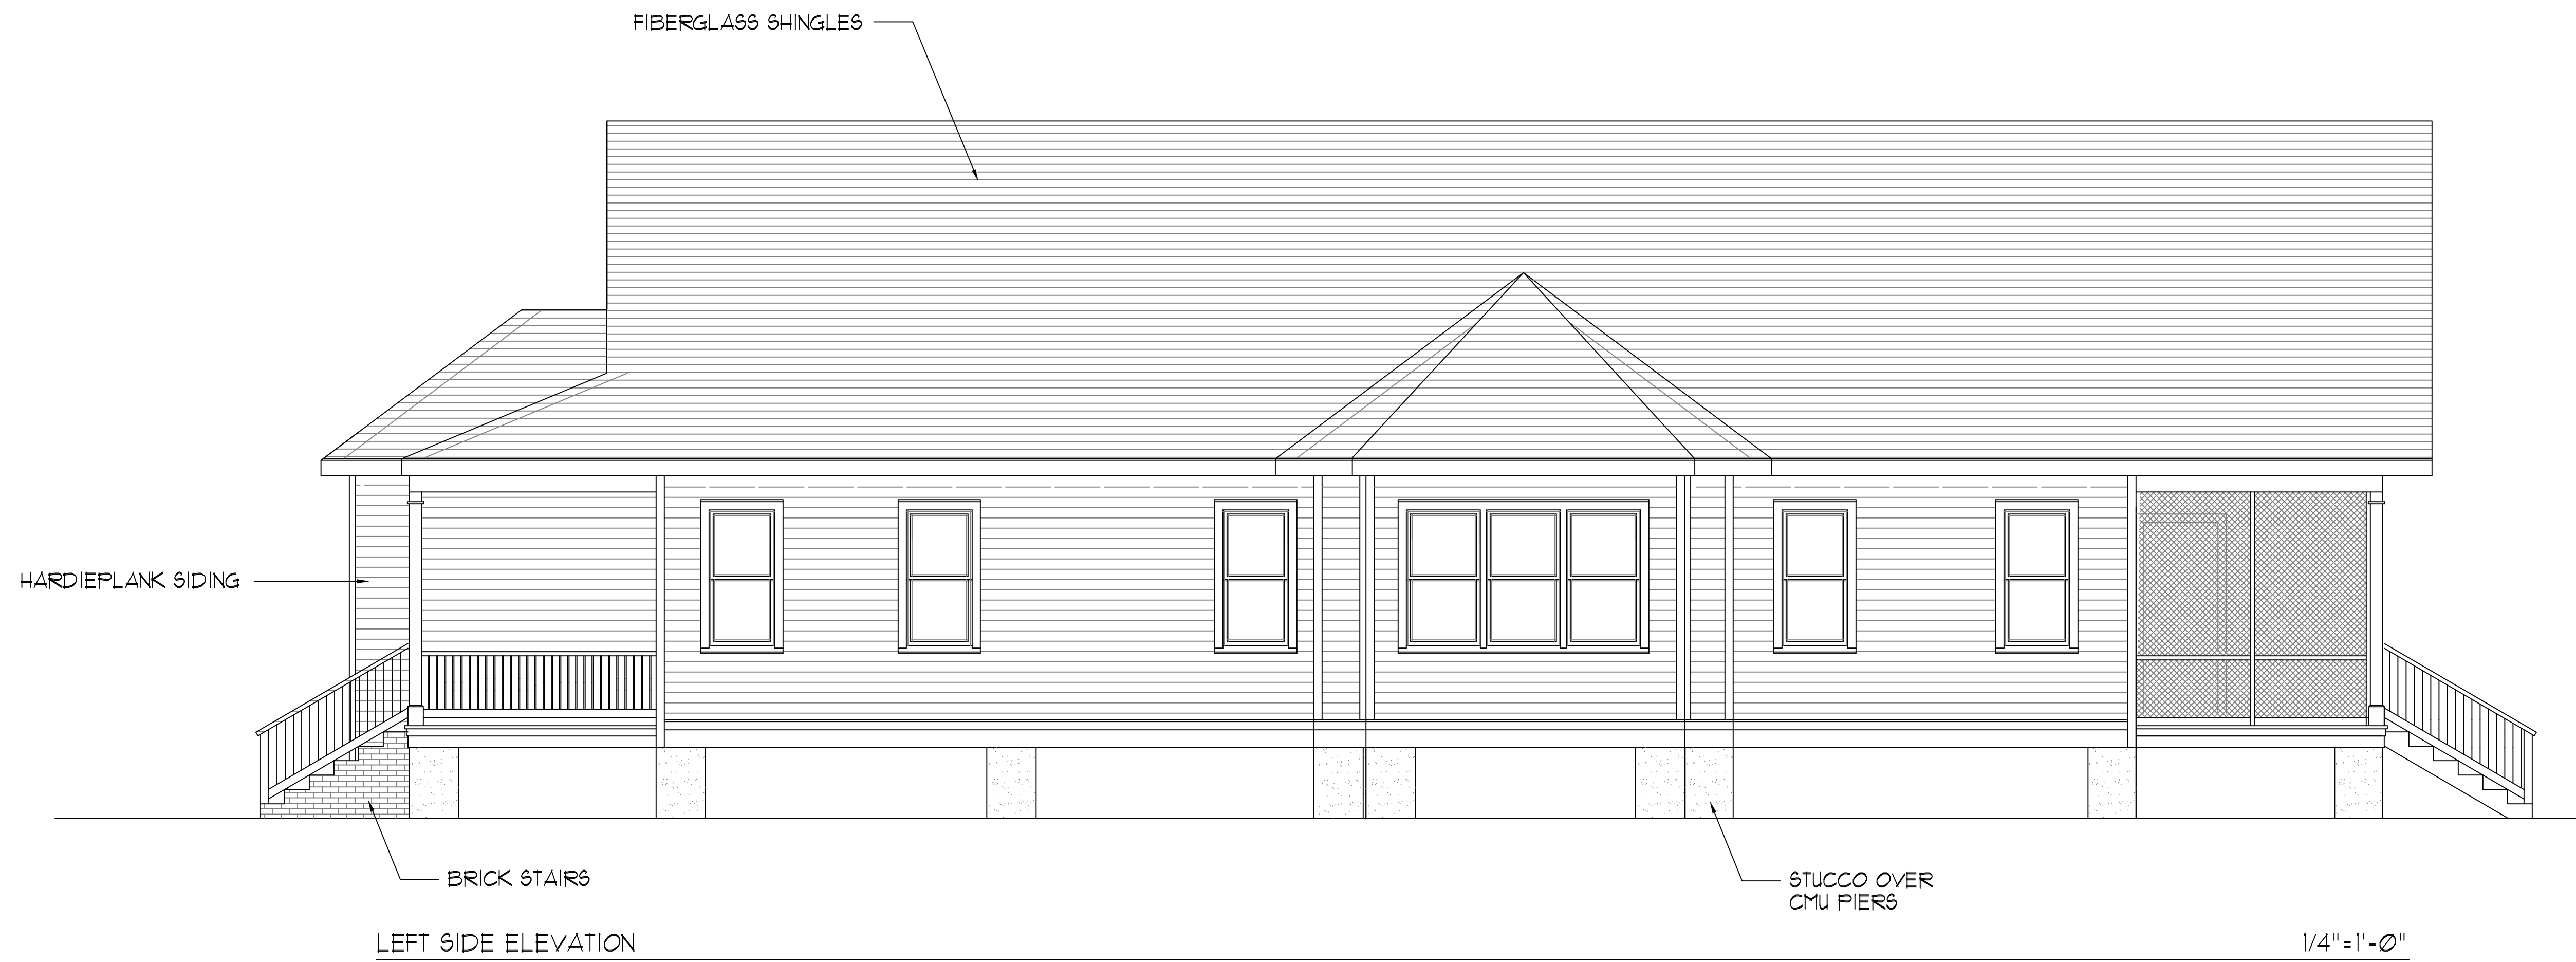 FIBERGLASS SHINGLES
HARDIEPLANK SIDING
BRICK STAIRS
STUCCO OVER
CMU PIERS
LEFT SIDE ELEVATION
1/4"=1'-0"